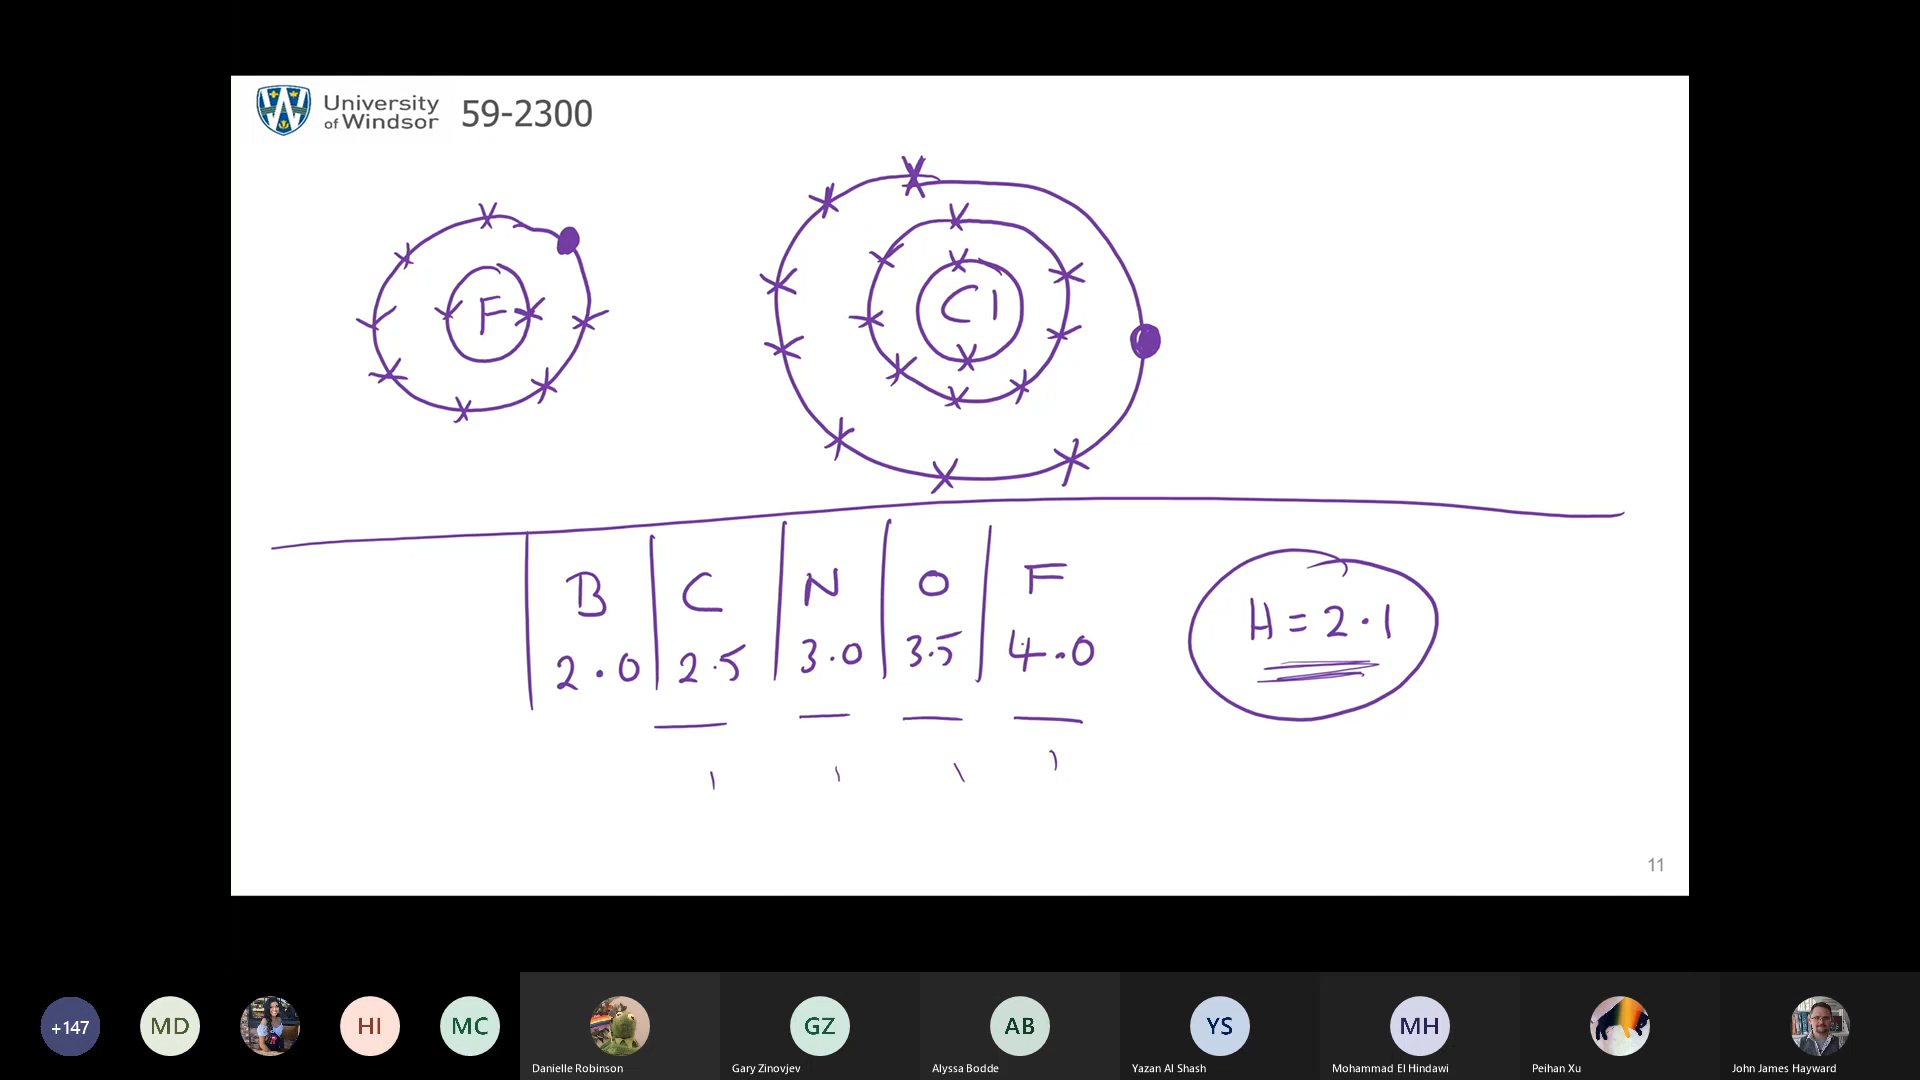 University
of Windsor
59-2300
F
Cl
B C N O F
2.0 2.5 3.0 3.5 4.0
H = 2.1
11
+147
MD
HI
MC
GZ
AB
YS
MH
Danielle Robinson
Gary Zinovjev
Alyssa Bodde
Yazan Al Shash
Mohammad El Hindawi
Peihan Xu
John James Hayward